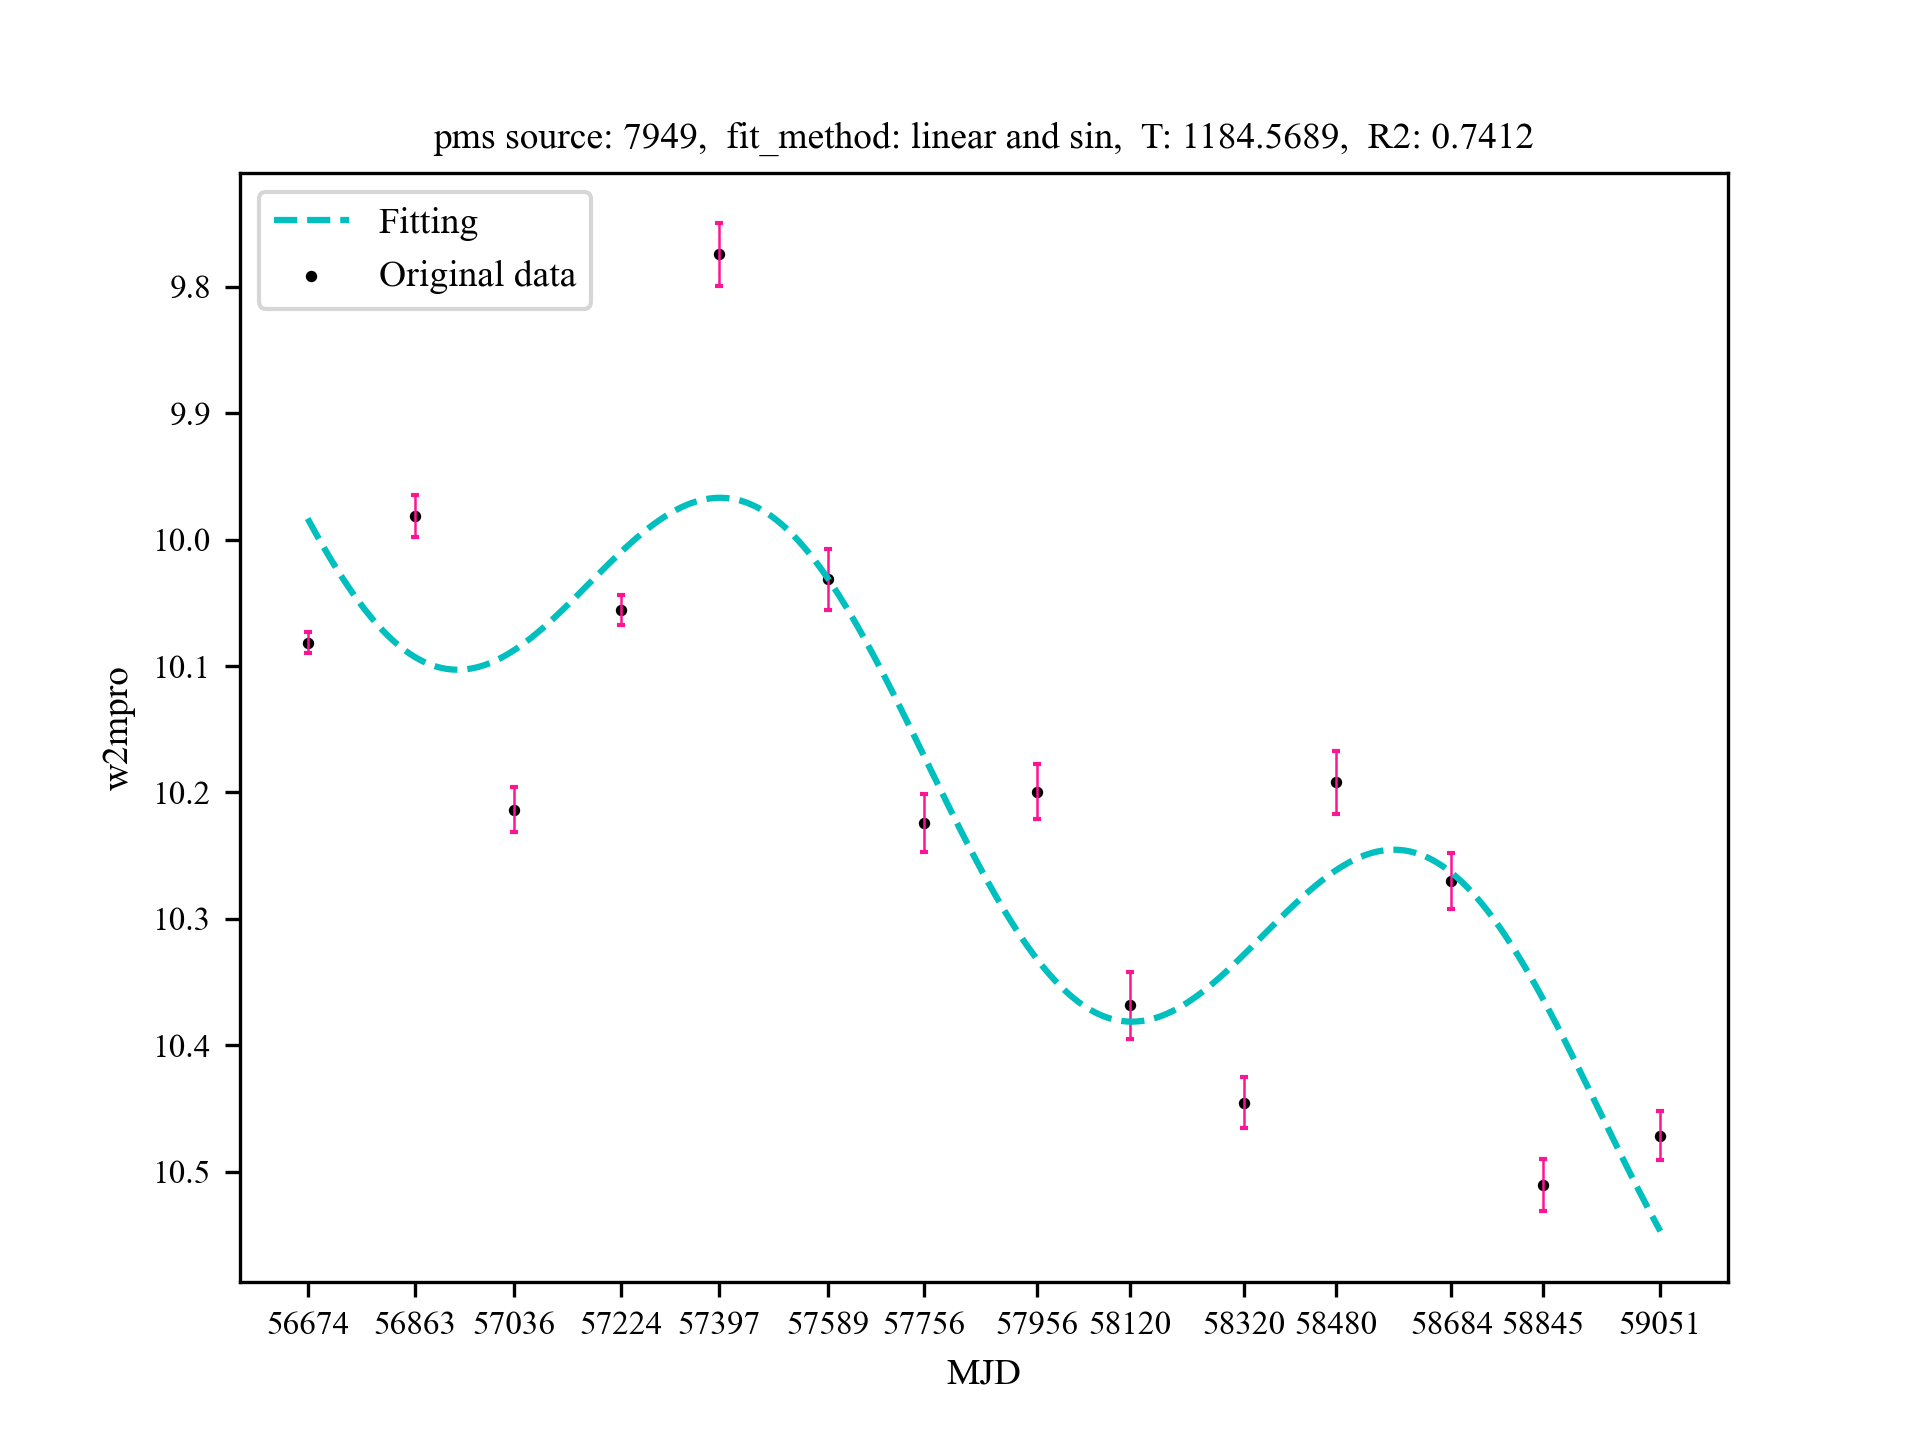 pms source: 7949,  fit_method: linear and sin,  T: 1184.5689,  R2: 0.7412
Fitting
Original data
9.8
9.9
10.0
10.1
10.2
10.3
10.4
10.5
w2mpro
56674 56863 57036 57224 57397 57589 57756 57956 58120 58320 58480 58684 58845 59051
MJD